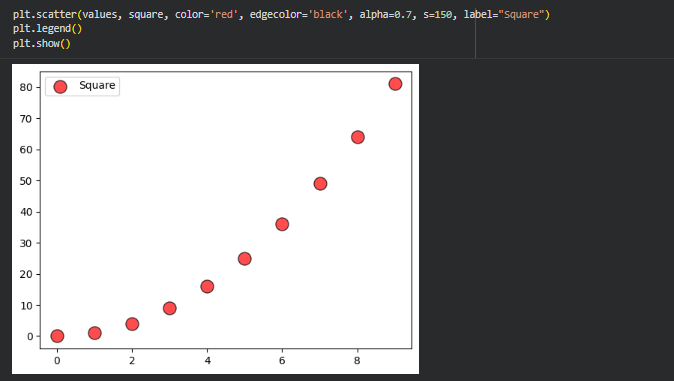 plt.scatter(values, square, color='red', edgecolor='black', alpha=0.7, s=150, label="Square")
plt.legend()
plt.show()
Square
80
70
60
50
40
30
20
10
0
0 2 4 6 8